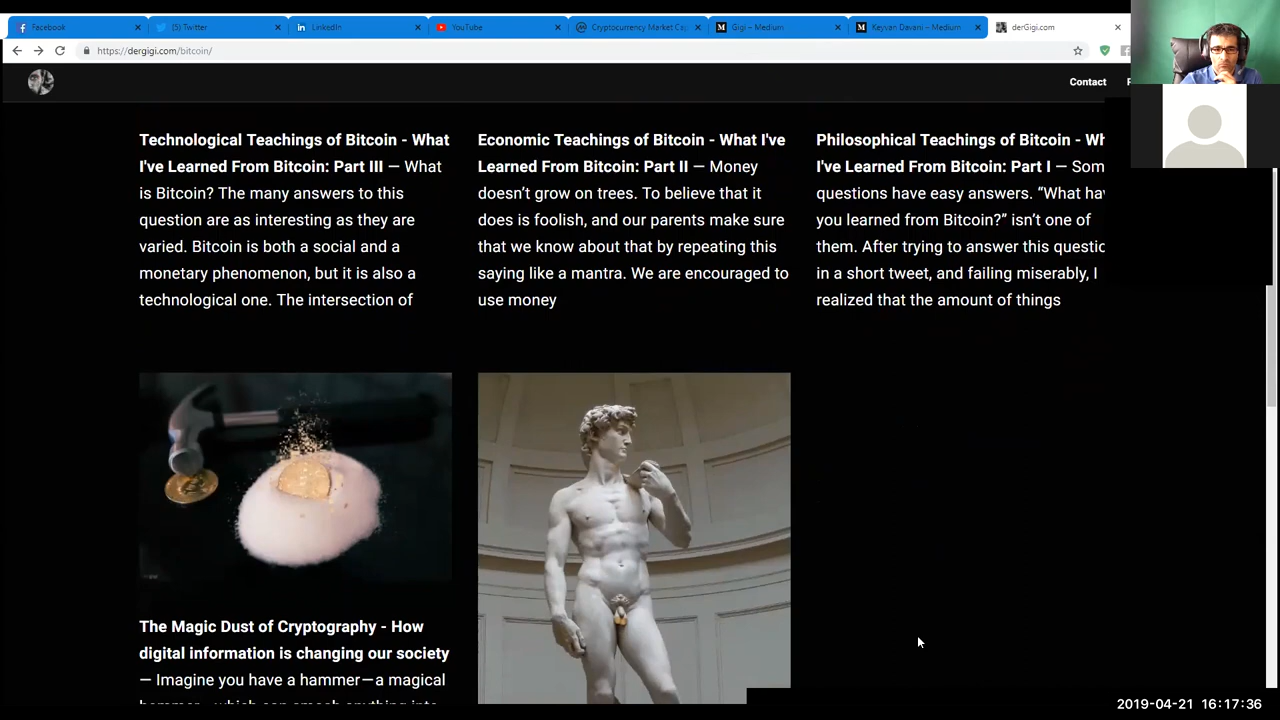 Facebook
(5) Twitter
LinkedIn
YouTube
Cryptocurrency Market Cap
Gigi – Medium
Keyvan Davani – Medium
derGigi.com
https://dergigi.com/bitcoin/
Contact
Technological Teachings of Bitcoin - What
I've Learned From Bitcoin: Part III — What
is Bitcoin? The many answers to this
question are as interesting as they are
varied. Bitcoin is both a social and a
monetary phenomenon, but it is also a
technological one. The intersection of
Economic Teachings of Bitcoin - What I've
Learned From Bitcoin: Part II — Money
doesn’t grow on trees. To believe that it
does is foolish, and our parents make sure
that we know about that by repeating this
saying like a mantra. We are encouraged to
use money
Philosophical Teachings of Bitcoin - Wh
I've Learned From Bitcoin: Part I — Som
questions have easy answers. “What hav
you learned from Bitcoin?” isn’t one of
them. After trying to answer this questic
in a short tweet, and failing miserably, I
realized that the amount of things
The Magic Dust of Cryptography - How
digital information is changing our society
— Imagine you have a hammer—a magical
2019-04-21 16:17:36